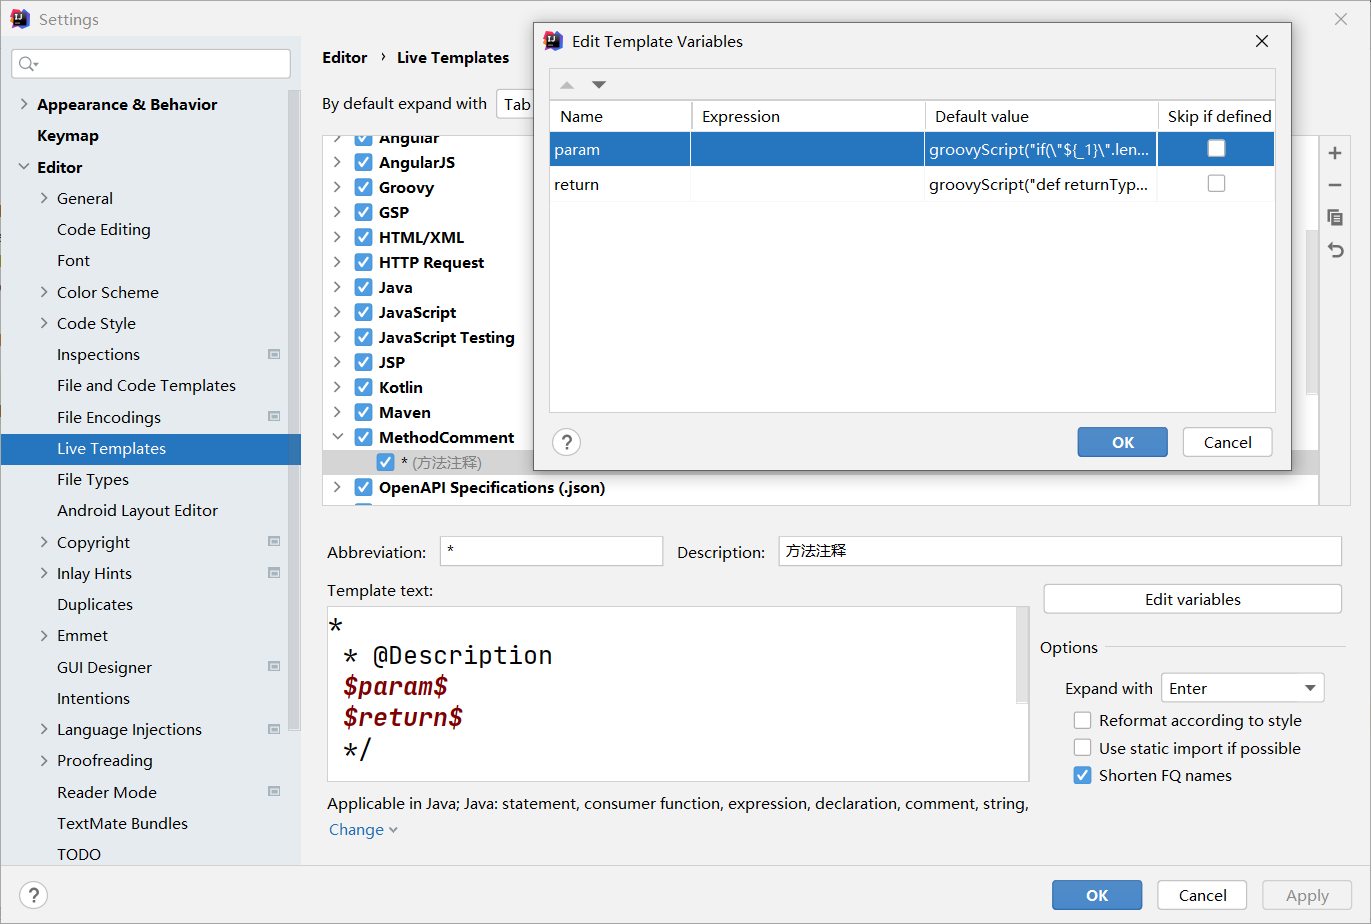 Settings
Appearance & Behavior
Keymap
Editor
General
Code Editing
Font
Color Scheme
Code Style
Inspections
File and Code Templates
File Encodings
Live Templates
File Types
Android Layout Editor
Copyright
Inlay Hints
Duplicates
Emmet
GUI Designer
Intentions
Language Injections
Proofreading
Reader Mode
TextMate Bundles
TODO
Editor › Live Templates
By default expand with Tab
Angular
AngularJS
Groovy
GSP
HTML/XML
HTTP Request
Java
JavaScript
JavaScript Testing
JSP
Kotlin
Maven
MethodComment
* (方法注释)
OpenAPI Specifications (.json)
Edit Template Variables
Name Expression Default value Skip if defined
param groovyScript("if(\"${_1}\".len...
return groovyScript("def returnTyp...
? OK Cancel
Abbreviation: * Description: 方法注释
Template text:
*
* @Description
$param$
$return$
*/
Edit variables
Options
Expand with Enter
Reformat according to style
Use static import if possible
Shorten FQ names
Applicable in Java; Java: statement, consumer function, expression, declaration, comment, string,
Change
? OK Cancel Apply